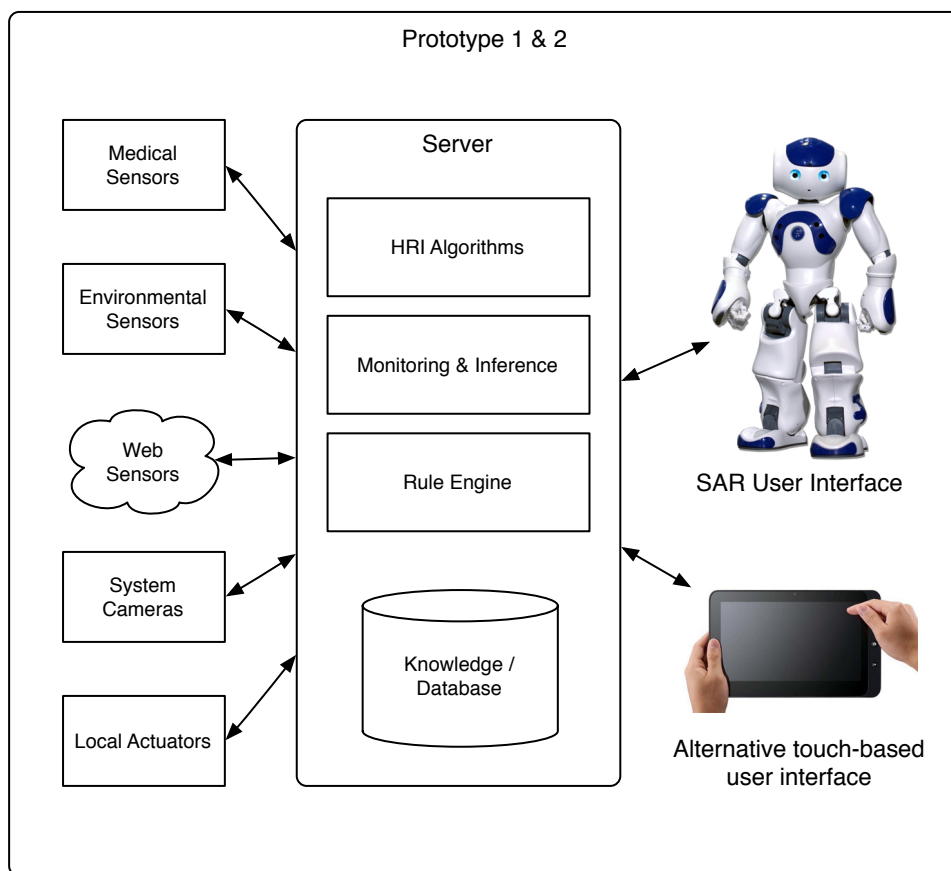 Prototype 1 & 2
Medical
Sensors
Environmental
Sensors
Web
Sensors
System
Cameras
Local Actuators
Server
HRI Algorithms
Monitoring & Inference
Rule Engine
Knowledge /
Database
SAR User Interface
Alternative touch-based
user interface